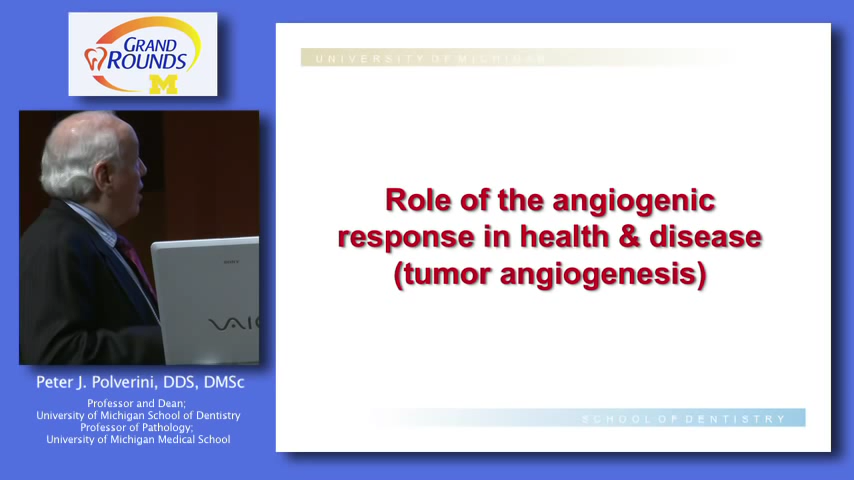 GRAND
ROUNDS
M
SONY
VAIO
Peter J. Polverini, DDS, DMSc
Professor and Dean;
University of Michigan School of Dentistry
Professor of Pathology;
University of Michigan Medical School
UNIVERSITY OF MICHIGAN
Role of the angiogenic
response in health & disease
(tumor angiogenesis)
SCHOOL OF DENTISTRY